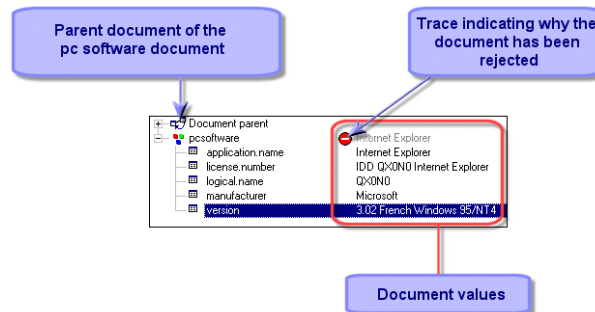 Parent document of the
pc software document
Trace indicating why the
document has been
rejected
Document parent
pcsoftware Internet Explorer
application.name Internet Explorer
license.number IDD QX0N0 Internet Explorer
logical.name QX0N0
manufacturer Microsoft
version 3.02 French Windows 95/NT4
Document values